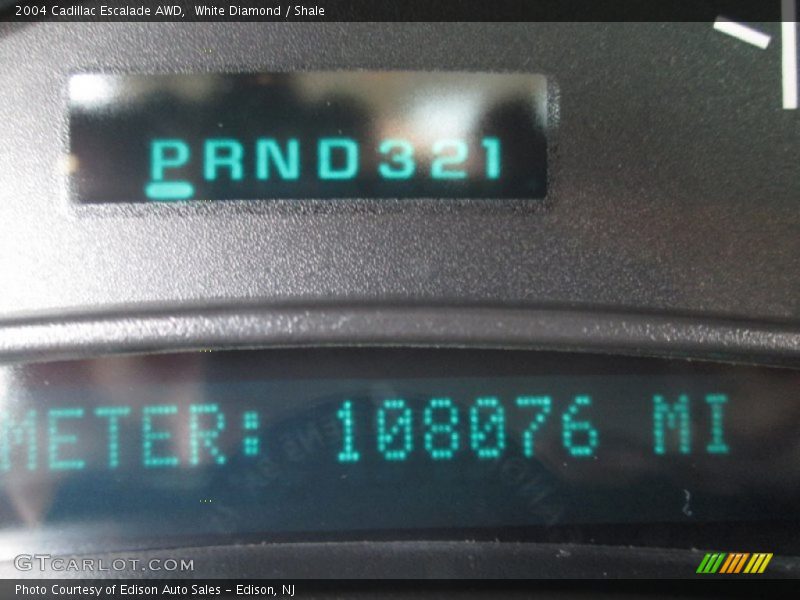 2004 Cadillac Escalade AWD,  White Diamond / Shale
PRND321
METER: 108076 MI
GTCARLOT.COM
Photo Courtesy of Edison Auto Sales - Edison, NJ